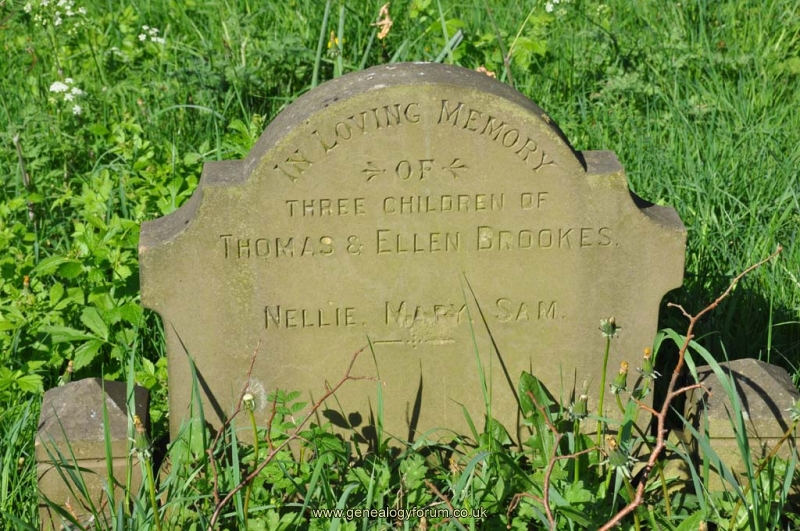 IN LOVING MEMORY
OF
THREE CHILDREN OF
THOMAS & ELLEN BROOKES.
NELLIE. MARY. SAM.
www.genealogyforum.co.uk